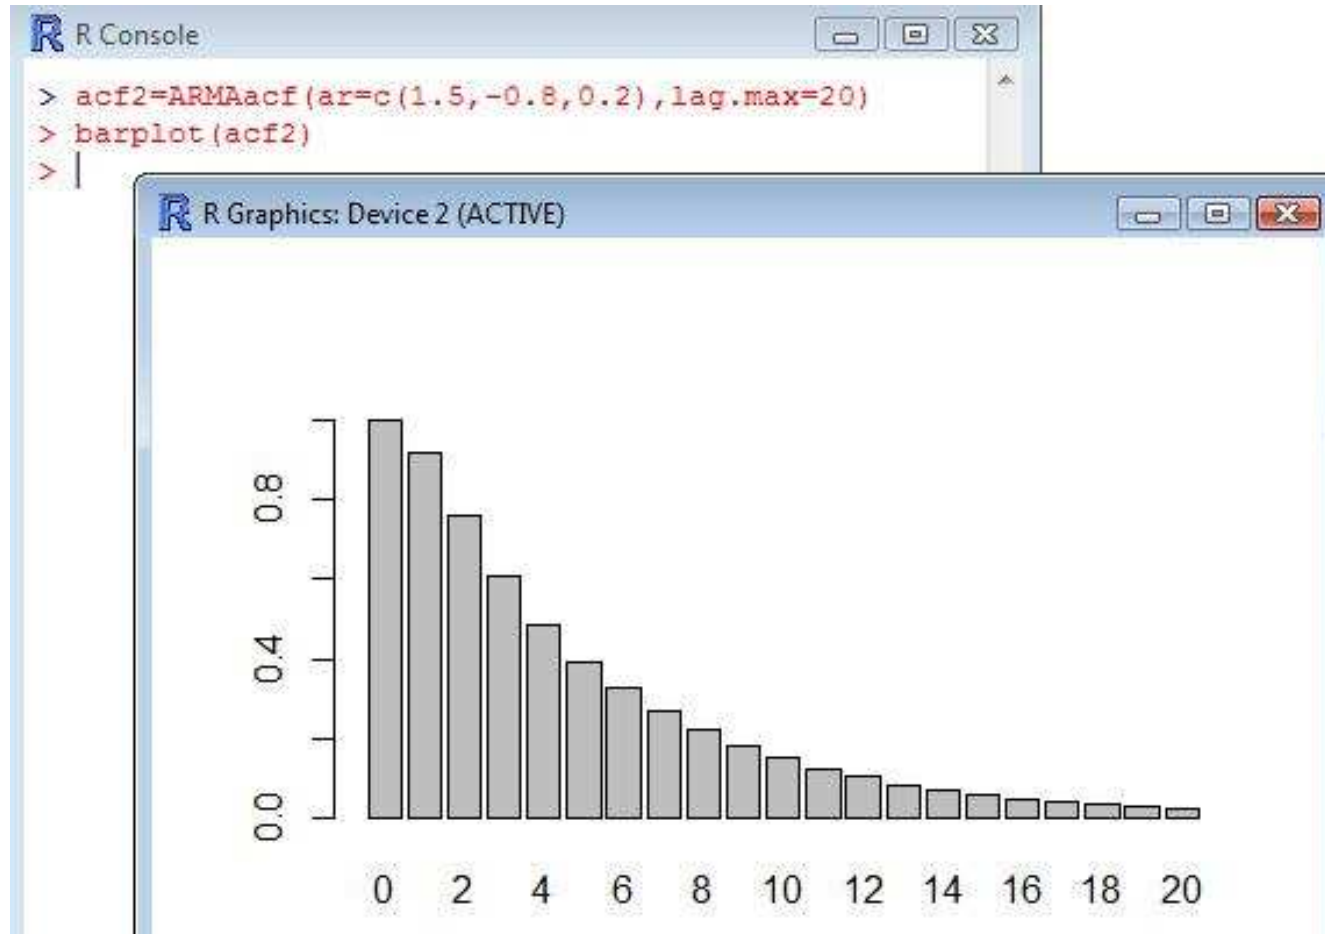 R R Console
> acf2=ARMAacf(ar=c(1.5,-0.8,0.2),lag.max=20)
> barplot(acf2)
>
R R Graphics: Device 2 (ACTIVE)
0.8
0.4
0.0
0 2 4 6 8 10 12 14 16 18 20